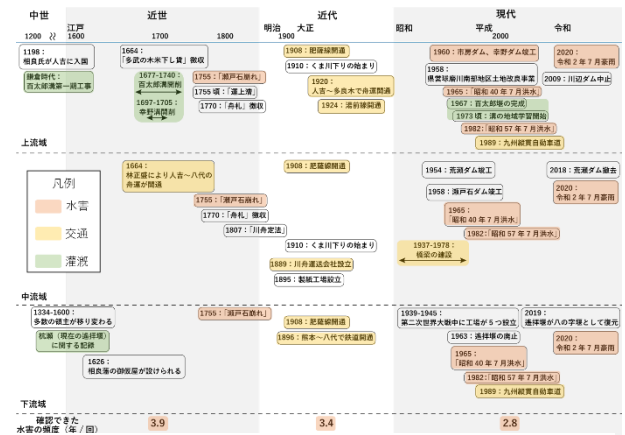 中世
近世
近代
現代
江戸
明治
大正
昭和
平成
令和
1200
1600
1700
1800
1900
2000
1198：
相良氏が人吉に入国
鎌倉時代：
百太郎溝第一期工事
1664：
「多武の木米下し貸」徴収
1677-1740：
百太郎溝開削
1697-1705：
幸野溝開削
1755：「瀬戸石崩れ」
1755 頃：「運上濟」
1770：「舟札」徴収
1908：肥薩線開通
1910：くま川下りの始まり
1920：
人吉～多良木で舟運開通
1924：湯前線開通
1960：市房ダム、幸野ダム竣工
1958：
県営球磨川南部地区土地改良事業
1965：「昭和 40 年 7 月洪水」
1967：百太郎堰の完成
1973 頃：溝の地域学習開始
1982：「昭和 57 年 7 月洪水」
1989：九州縦貫自動車道
2020：
令和 2 年 7 月豪雨
2009：川辺ダム中止
上流域
凡例
水害
交通
灌漑
1664：
林正盛により人吉～八代の
舟運が開通
1755：「瀬戸石崩れ」
1770：「舟札」徴収
1807：「川舟定法」
1908：肥薩線開通
1910：くま川下りの始まり
1889：川舟運送会社設立
1895：製紙工場設立
1954：荒瀬ダム竣工
1958：瀬戸石ダム竣工
1965：
「昭和 40 年 7 月洪水」
1982：「昭和 57 年 7 月洪水」
1937-1978：
橋梁の建設
2018：荒瀬ダム撤去
2020：
令和 2 年 7 月豪雨
中流域
1334-1600：
多数の領主が移り変わる
杭瀬（現在の遙拝堰）
に関する記録
1626：
相良藩の御仮屋が設けられる
1755：「瀬戸石崩れ」
1908：肥薩線開通
1896：熊本～八代で鉄道開通
1939-1945：
第二次世界大戦中に工場が 5 つ設立
1963：遙拝堰の廃止
1965：
「昭和 40 年 7 月洪水」
1982：「昭和 57 年 7 月洪水」
1989：九州縦貫自動車道
2019：
遙拝堰が八の字堰として復元
2020：
令和 2 年 7 月豪雨
下流域
確認できた
水害の頻度（年 / 回）
3.9
3.4
2.8